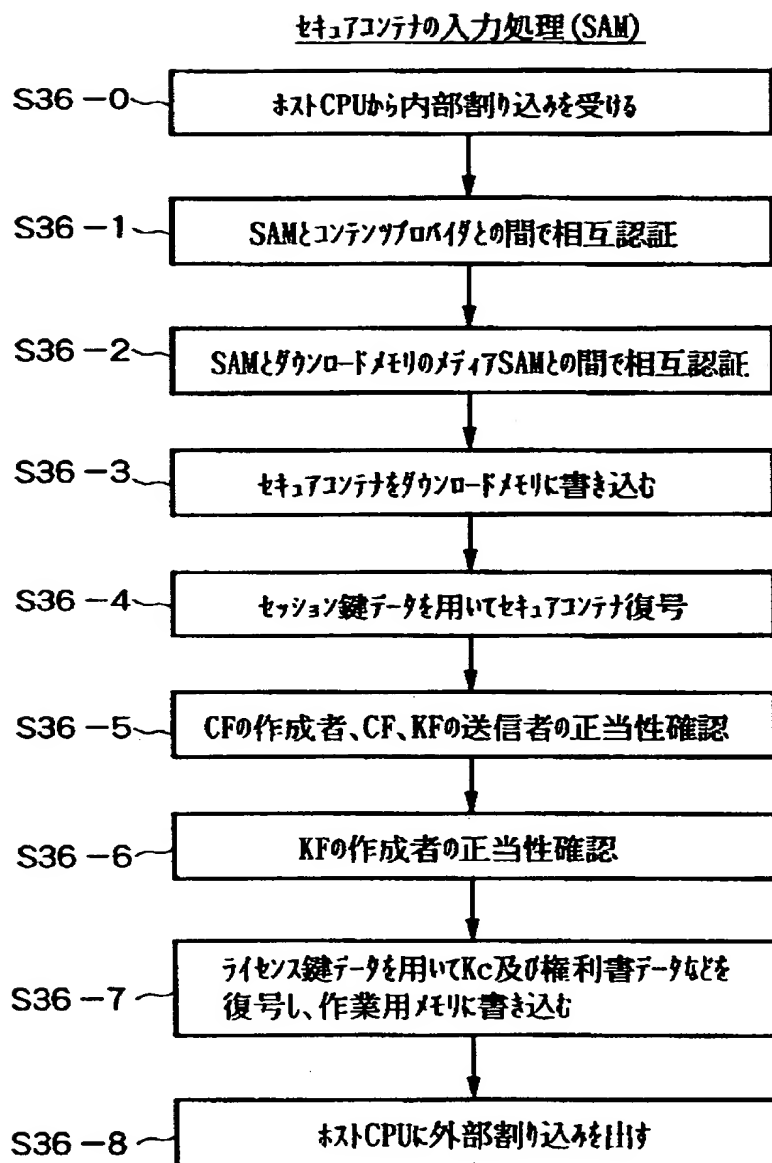 セキュアコンテナの入力処理(SAM)
S36-0 ホストCPUから内部割り込みを受ける
S36-1 SAMとコンテンツプロバイダとの間で相互認証
S36-2 SAMとダウンロードメモリのメディアSAMとの間で相互認証
S36-3 セキュアコンテナをダウンロードメモリに書き込む
S36-4 セッション鍵データを用いてセキュアコンテナ復号
S36-5 CFの作成者、CF、KFの送信者の正当性確認
S36-6 KFの作成者の正当性確認
S36-7 ライセンス鍵データを用いてKc及び権利書データなどを
復号し、作業用メモリに書き込む
S36-8 ホストCPUに外部割り込みを出す